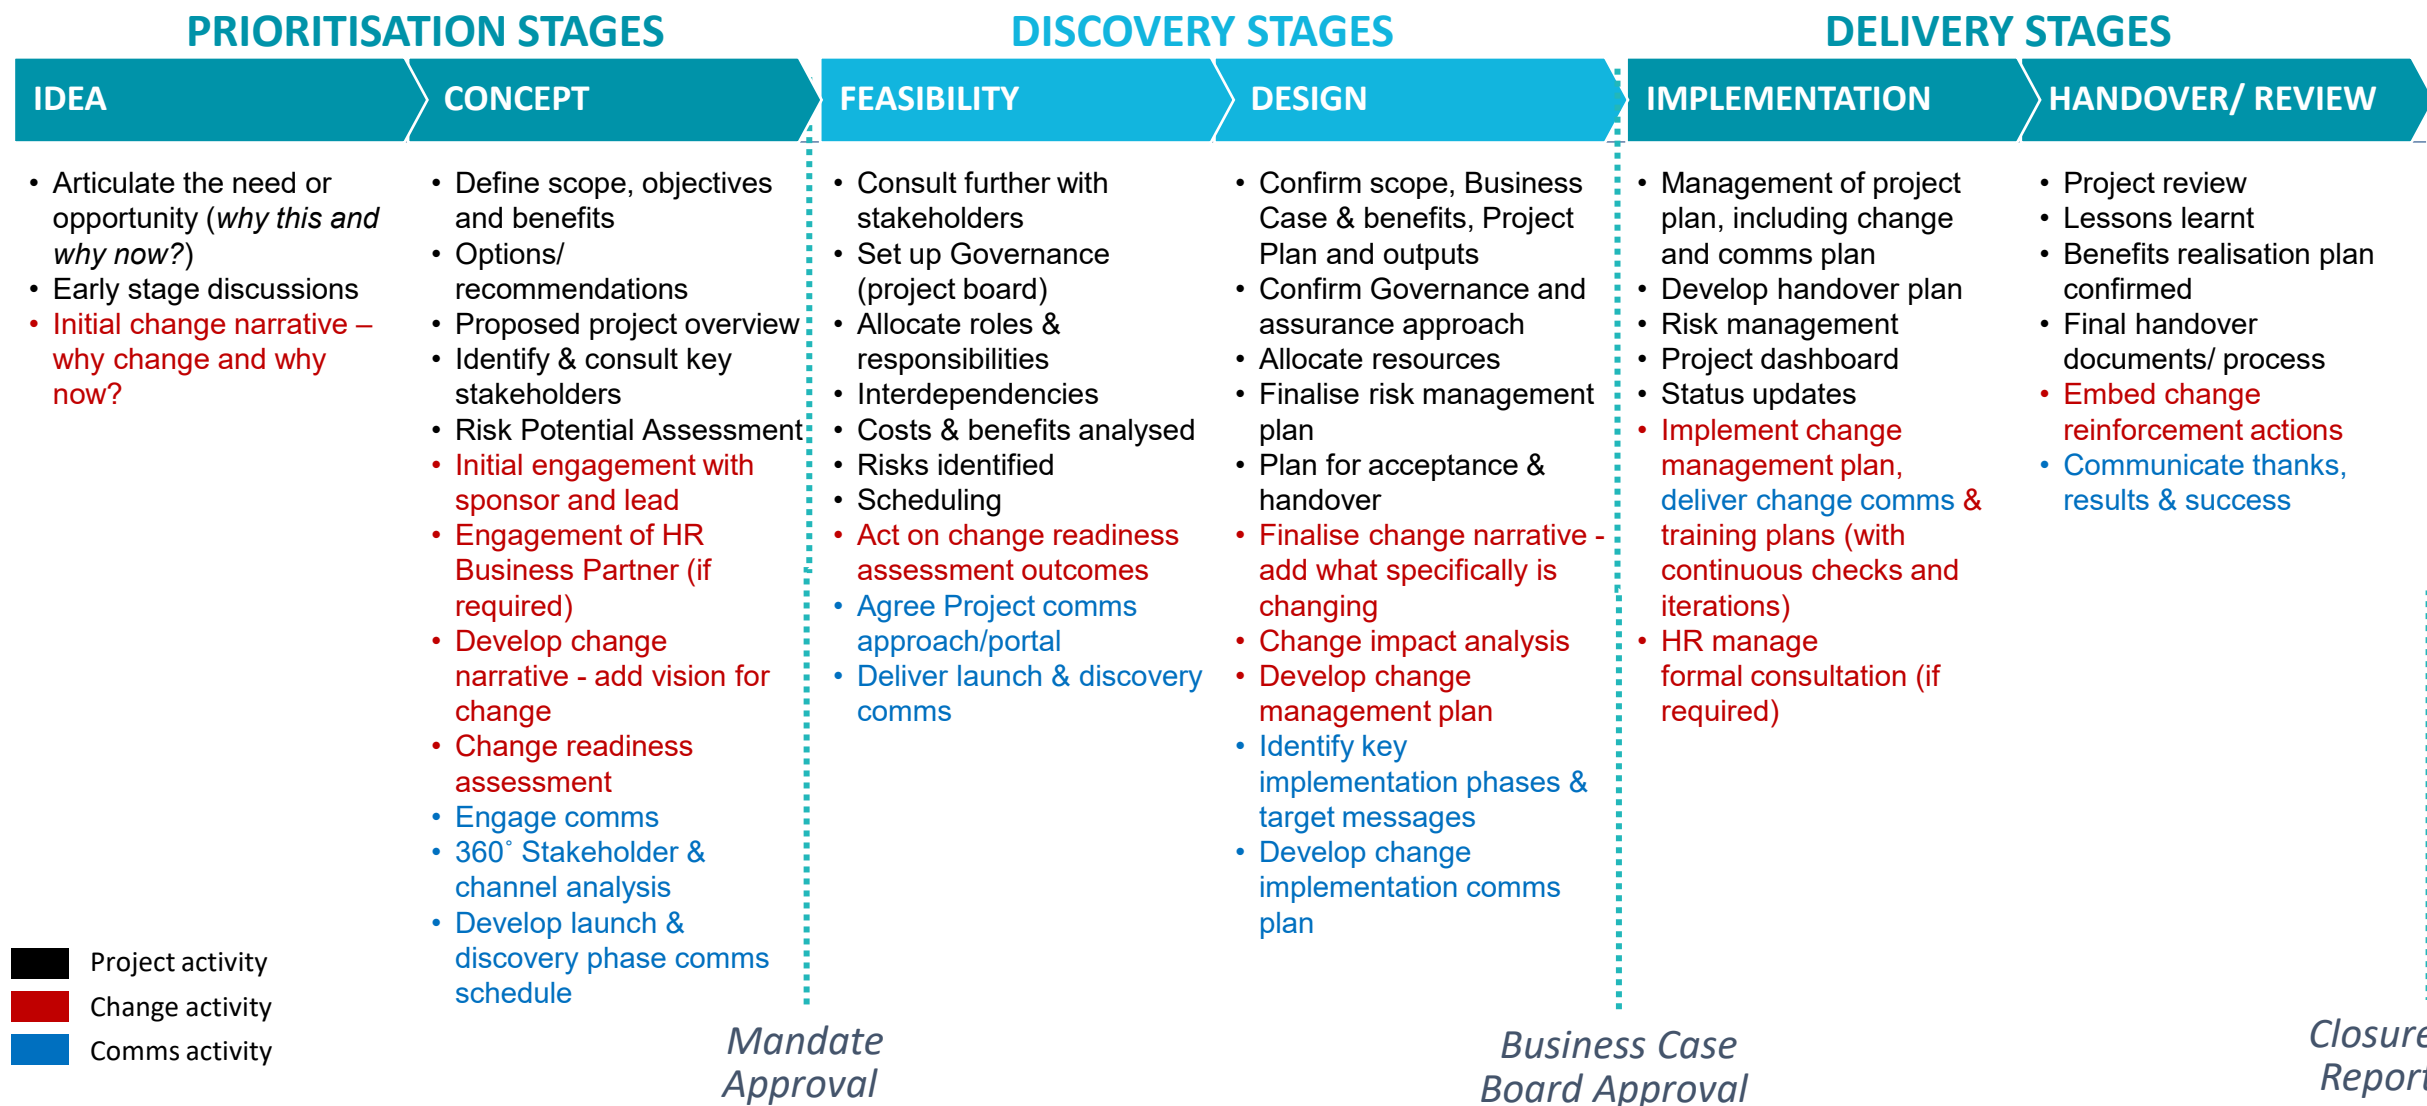 PRIORITISATION STAGES
DISCOVERY STAGES
DELIVERY STAGES
IDEA
CONCEPT
FEASIBILITY
DESIGN
IMPLEMENTATION
HANDOVER/ REVIEW
• Articulate the need or
opportunity (why this and
why now?)
• Early stage discussions
• Initial change narrative –
why change and why
now?
• Define scope, objectives
and benefits
• Options/
recommendations
• Proposed project overview
• Identify & consult key
stakeholders
• Risk Potential Assessment
• Initial engagement with
sponsor and lead
• Engagement of HR
Business Partner (if
required)
• Develop change
narrative - add vision for
change
• Change readiness
assessment
• Engage comms
• 360˚ Stakeholder &
channel analysis
• Develop launch &
discovery phase comms
schedule
• Consult further with
stakeholders
• Set up Governance
(project board)
• Allocate roles &
responsibilities
• Interdependencies
• Costs & benefits analysed
• Risks identified
• Scheduling
• Act on change readiness
assessment outcomes
• Agree Project comms
approach/portal
• Deliver launch & discovery
comms
• Confirm scope, Business
Case & benefits, Project
Plan and outputs
• Confirm Governance and
assurance approach
• Allocate resources
• Finalise risk management
plan
• Plan for acceptance &
handover
• Finalise change narrative -
add what specifically is
changing
• Change impact analysis
• Develop change
management plan
• Identify key
implementation phases &
target messages
• Develop change
implementation comms
plan
• Management of project
plan, including change
and comms plan
• Develop handover plan
• Risk management
• Project dashboard
• Status updates
• Implement change
management plan,
deliver change comms &
training plans (with
continuous checks and
iterations)
• HR manage
formal consultation (if
required)
• Project review
• Lessons learnt
• Benefits realisation plan
confirmed
• Final handover
documents/ process
• Embed change
reinforcement actions
• Communicate thanks,
results & success
Project activity
Change activity
Comms activity
Mandate
Approval
Business Case
Board Approval
Closure
Report